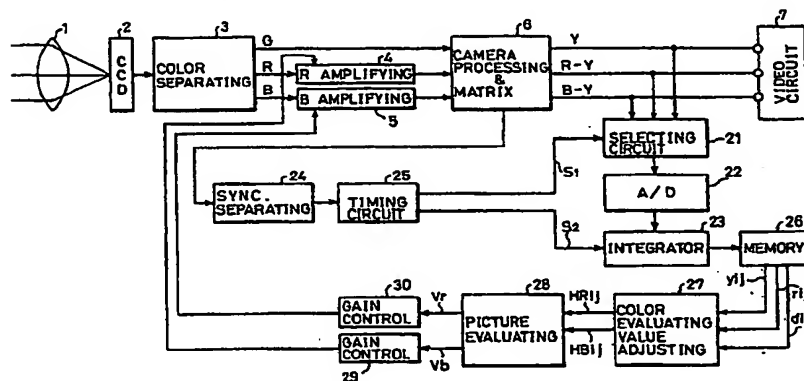 1
2
CCD
3
COLOR SEPARATING
G
R
B
4
R AMPLIFYING
B AMPLIFYING
5
6
CAMERA PROCESSING & MATRIX
Y
R-Y
B-Y
7
VIDEO CIRCUIT
SELECTING CIRCUIT
21
S1
A/D
22
24
SYNC. SEPARATING
25
TIMING CIRCUIT
S2
23
INTEGRATOR
26
MEMORY
yij
30
GAIN CONTROL
Vr
28
PICTURE EVALUATING
HRij
HBij
27
COLOR EVALUATING VALUE ADJUSTING
GAIN CONTROL
29
Vb